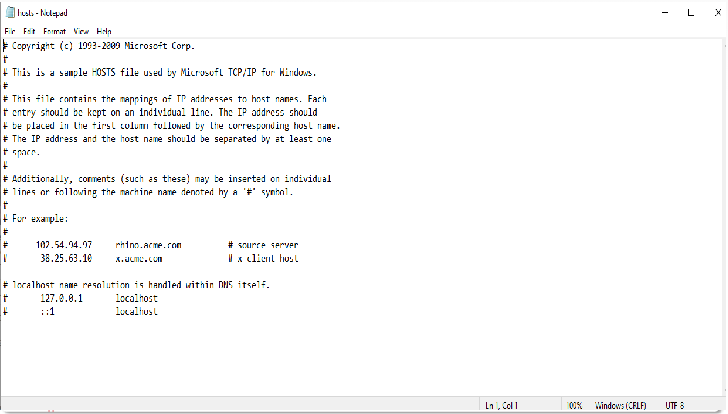 hosts - Notepad
File Edit Format View Help
# Copyright (c) 1993-2009 Microsoft Corp.
#
# This is a sample HOSTS file used by Microsoft TCP/IP for Windows.
#
# This file contains the mappings of IP addresses to host names. Each
# entry should be kept on an individual line. The IP address should
# be placed in the first column followed by the corresponding host name.
# The IP address and the host name should be separated by at least one
# space.
#
# Additionally, comments (such as these) may be inserted on individual
# lines or following the machine name denoted by a '#' symbol.
#
# For example:
#
# 102.54.94.97 rhino.acme.com # source server
# 38.25.63.10 x.acme.com # x client host

# localhost name resolution is handled within DNS itself.
# 127.0.0.1 localhost
# ::1 localhost
Ln 1, Col 1 100% Windows (CRLF) UTF-8